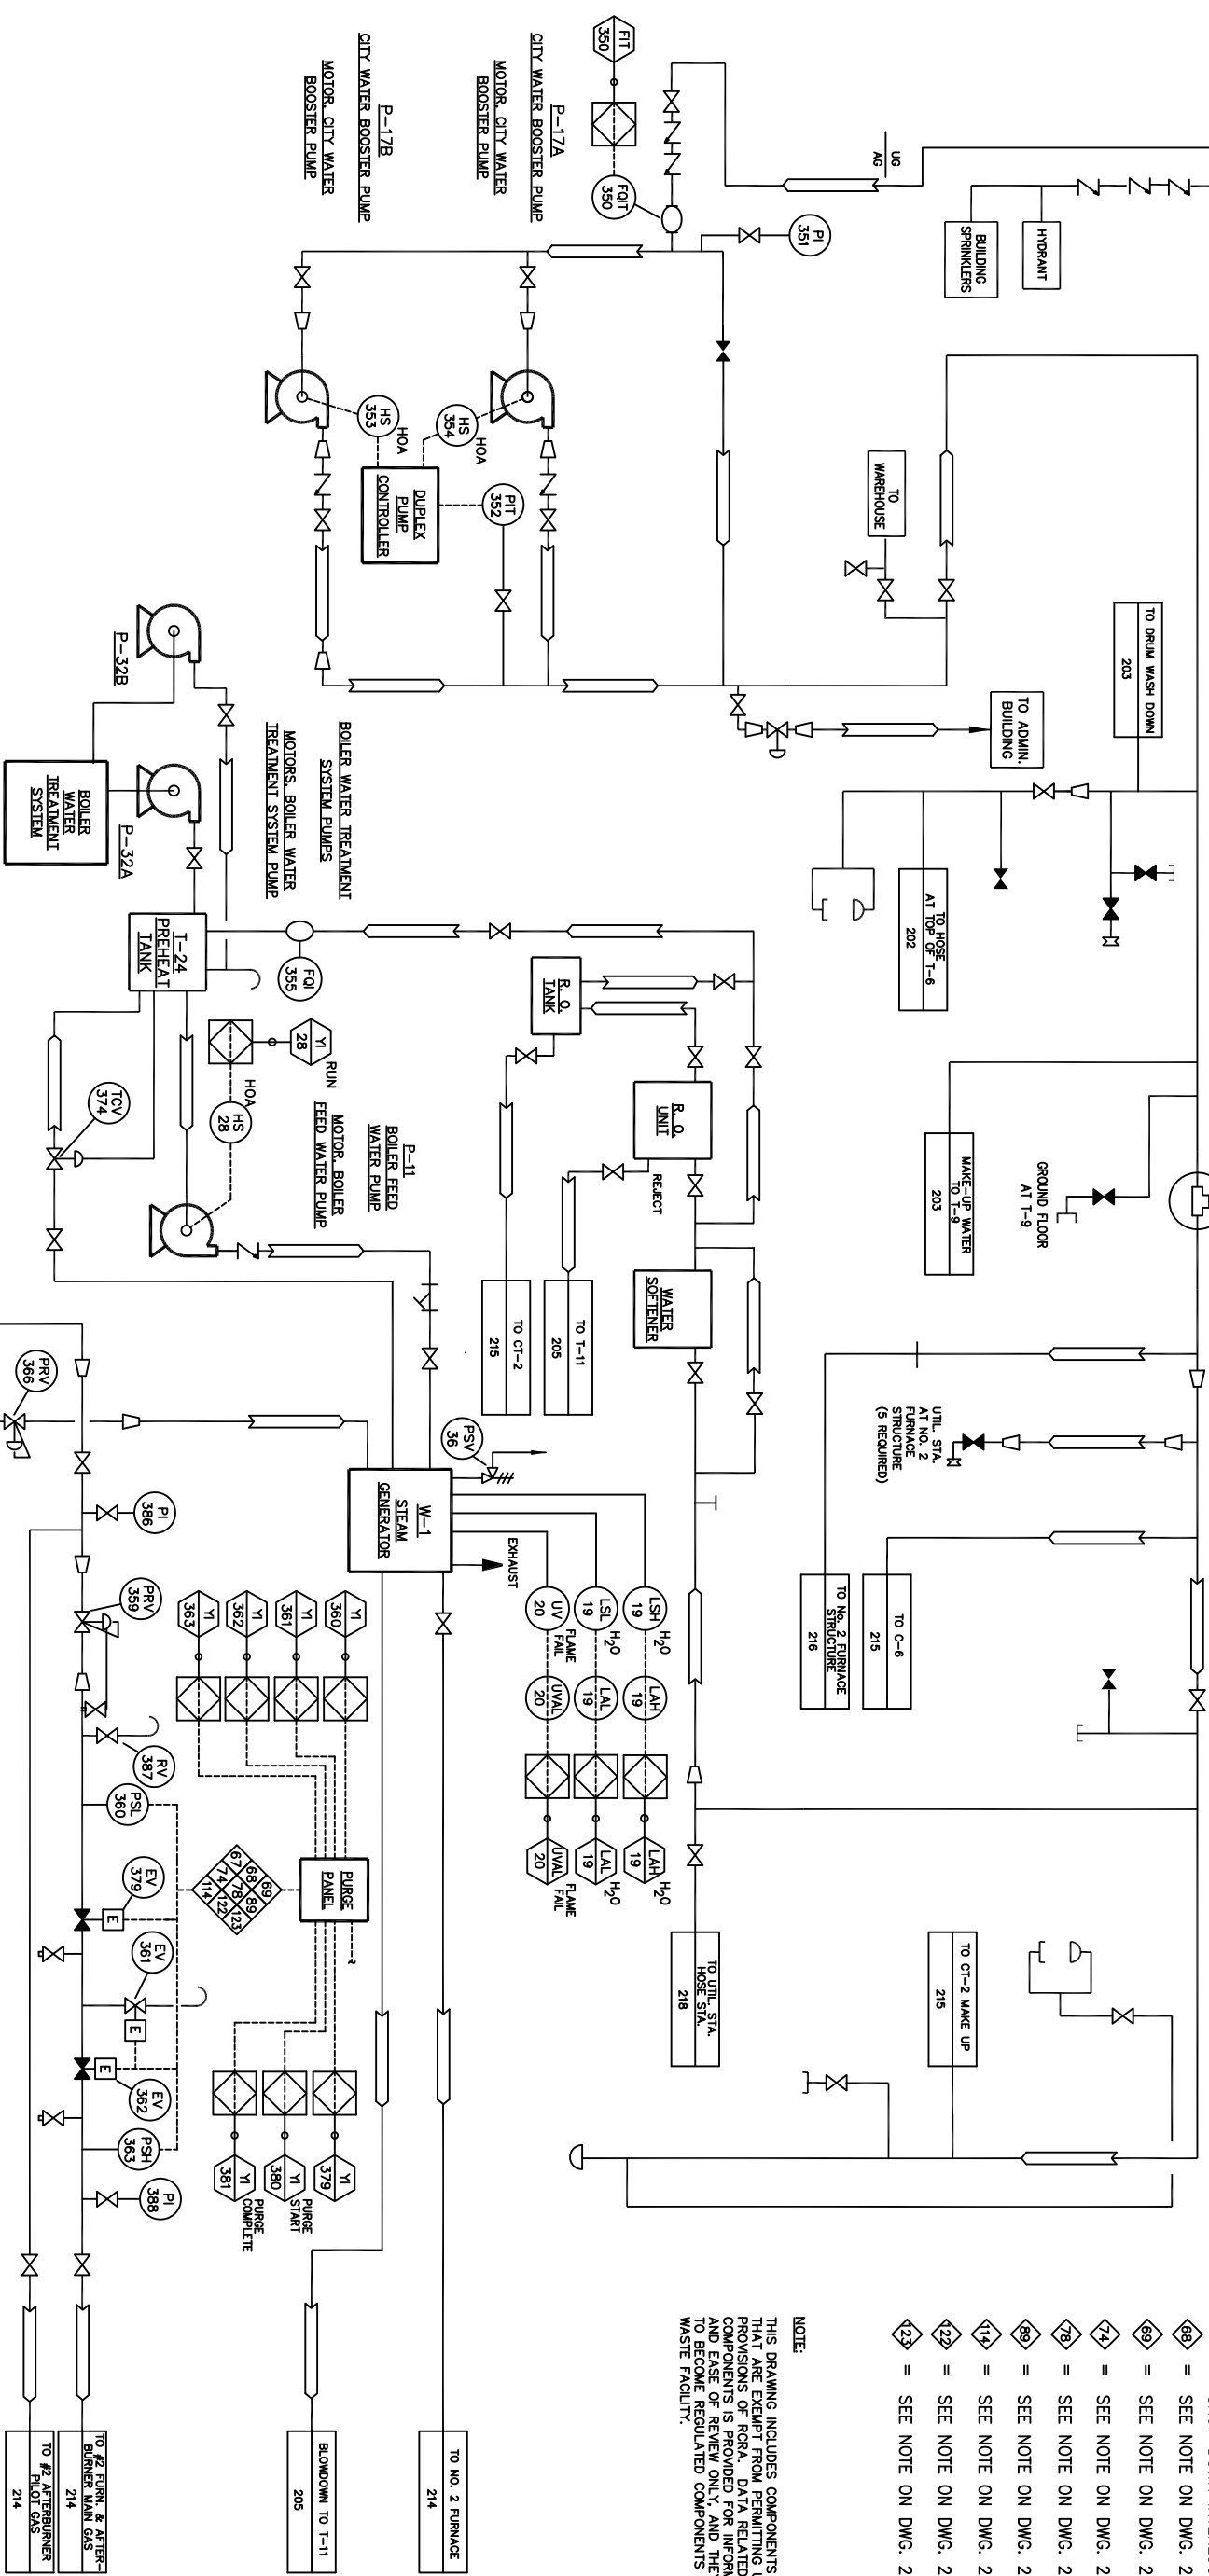 FIT
350
FQIT
350
PI
351
UG
AG
HYDRANT
BUILDING
SPRINKLERS
P-17A
CITY WATER BOOSTER PUMP
MOTOR, CITY WATER
BOOSTER PUMP
P-17B
CITY WATER BOOSTER PUMP
MOTOR, CITY WATER
BOOSTER PUMP
HS
353
HOA
HS
354
HOA
DUPLEX
PUMP
CONTROLLER
PIT
352
TO
WAREHOUSE
TO DRUM WASH DOWN
203
TO ADMIN.
BUILDING
TO HOSE
AT TOP OF T-6
202
P-32B
P-32A
BOILER
WATER
TREATMENT
SYSTEM
BOILER WATER TREATMENT
SYSTEM PUMPS
MOTORS, BOILER WATER
TREATMENT SYSTEM PUMP
T-24
PREHEAT
TANK
FQI
355
YI
28
RUN
HS
28
HOA
TCV
374
R. O.
TANK
R. O.
UNIT
REJECT
WATER
SOFTENER
P-11
BOILER FEED
WATER PUMP
MOTOR, BOILER
FEED WATER PUMP
MAKE-UP WATER
TO T-9
203
GROUND FLOOR
AT T-9
TO CT-2
215
TO T-11
205
UTIL. STA.
AT NO. 2
FURNACE
STRUCTURE
(5 REQUIRED)
TO No. 2 FURNACE
STRUCTURE
216
TO C-6
215
PRV
366
PI
386
PRV
359
PSV
36
W-1
STEAM
GENERATOR
EXHAUST
LSH
19
H2O
LSL
19
H2O
UV
20
FLAME
FAIL
LAH
19
LAL
19
UVAL
20
LAH
19
H2O
LAL
19
H2O
UVAL
20
FLAME
FAIL
YI
360
YI
361
YI
362
YI
363
RV
387
PSL
360
PURGE
PANEL
67
68
69
74
78
89
114
122
123
EV
379
E
EV
361
E
EV
362
E
PSH
363
PI
388
YI
379
YI
380
PURGE
START
YI
381
PURGE
COMPLETE
TO UTIL. STA.
HOSE STA.
218
TO CT-2 MAKE UP
215
68 = SEE NOTE ON DWG. 2
69 = SEE NOTE ON DWG. 2
74 = SEE NOTE ON DWG. 2
78 = SEE NOTE ON DWG. 2
89 = SEE NOTE ON DWG. 2
114 = SEE NOTE ON DWG. 2
122 = SEE NOTE ON DWG. 2
123 = SEE NOTE ON DWG. 2
NOTE:
THIS DRAWING INCLUDES COMPONENTS
THAT ARE EXEMPT FROM PERMITTING
PROVISIONS OF RCRA. DATA RELATED
COMPONENTS IS PROVIDED FOR
AND EASE OF REVIEW ONLY, AND
TO BECOME REGULATED COMPONENTS
WASTE FACILITY.
TO NO. 2 FURNACE
214
BLOWDOWN TO T-11
205
TO #2 FURN. & AFTER-
BURNER MAIN GAS
214
TO #2 AFTERBURNER
PILOT GAS
214